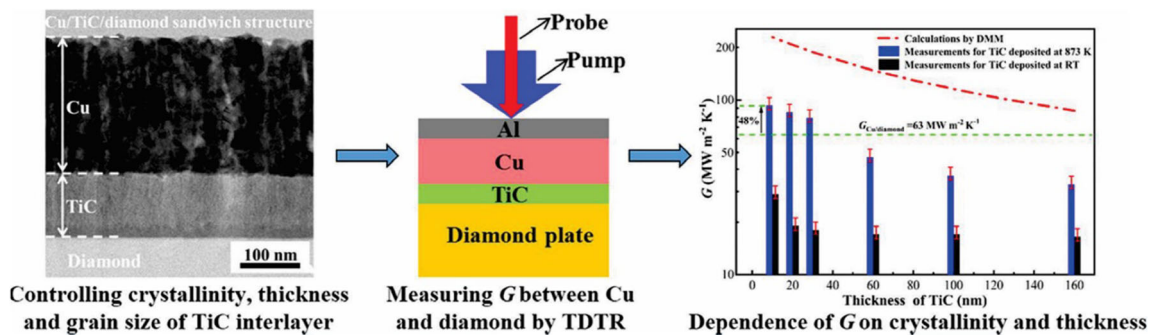 Cu/TiC/diamond sandwich structure
Cu
TiC
Diamond
100 nm
Controlling crystallinity, thickness
and grain size of TiC interlayer
Probe
Pump
Al
Cu
TiC
Diamond plate
Measuring G between Cu
and diamond by TDTR
Calculations by DMM
Measurements for TiC deposited at 873 K
Measurements for TiC deposited at RT
200
100
50
10
G (MW m⁻² K⁻¹)
48%
G_Cu/diamond = 63 MW m⁻² K⁻¹
0 20 40 60 80 100 120 140 160
Thickness of TiC (nm)
Dependence of G on crystallinity and thickness